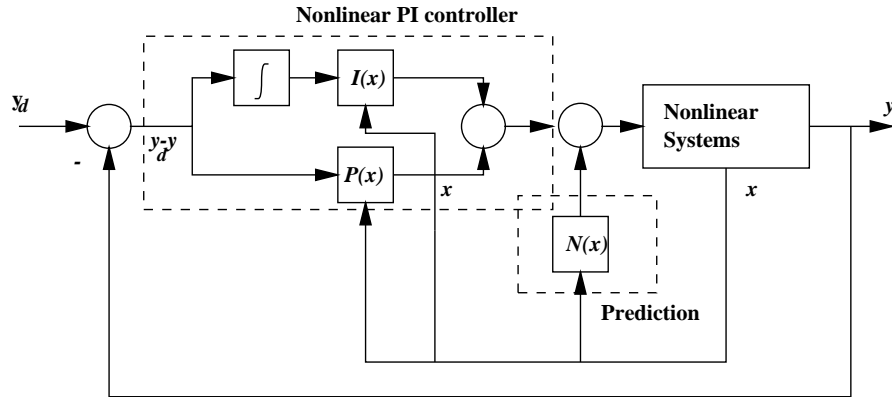 Nonlinear PI controller
y_d
-
y_d-y
∫
I(x)
P(x)
x
N(x)
Prediction
Nonlinear
Systems
x
y